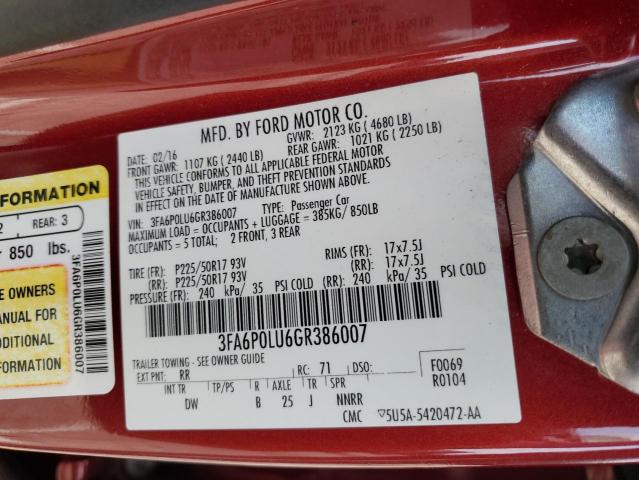 MFD. BY FORD MOTOR CO.
DATE: 02/16 GVWR: 2123 KG ( 4680 LB)
FRONT GAWR: 1107 KG ( 2440 LB) REAR GAWR: 1021 KG ( 2250 LB)
THIS VEHICLE CONFORMS TO ALL APPLICABLE FEDERAL MOTOR
VEHICLE SAFETY, BUMPER, AND THEFT PREVENTION STANDARDS
IN EFFECT ON THE DATE OF MANUFACTURE SHOWN ABOVE.
VIN: 3FA6P0LU6GR386007 TYPE: Passenger Car
MAXIMUM LOAD = OCCUPANTS + LUGGAGE = 385KG/ 850LB
OCCUPANTS = 5 TOTAL; 2 FRONT, 3 REAR
TIRE (FR): P225/50R17 93V RIMS (FR): 17x7.5J
(RR): P225/50R17 93V (RR): 17x7.5J
PRESSURE (FR): 240 kPa/ 35 PSI COLD (RR): 240 kPa/ 35 PSI COLD
3FA6P0LU6GR386007
TRAILER TOWING - SEE OWNER GUIDE
EXT PNT: RR RC: 71 DSO: F0069
INT TR TP/PS R AXLE TR SPR R0104
DW B 25 J NNRR
CMC ▽5U5A-5420472-AA
FORMATION
2 REAR: 3
850 lbs.
E OWNERS
ANUAL FOR
DDITIONAL
ORMATION
3FA6P0LU6GR386007